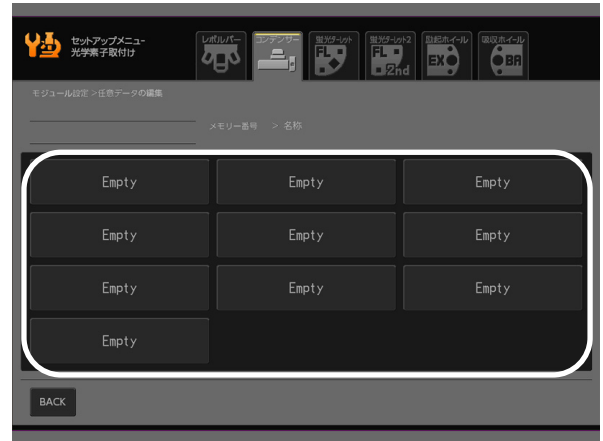 セットアップメニュー
光学素子取付け
レボルバー
コンデンサー
蛍光ターレット
FL
蛍光ターレット2
FL
2nd
励起ホイール
EX
吸収ホイール
BA
モジュール設定 >任意データの編集
メモリー番号 > 名称
Empty Empty Empty
Empty Empty Empty
Empty Empty Empty
Empty
BACK